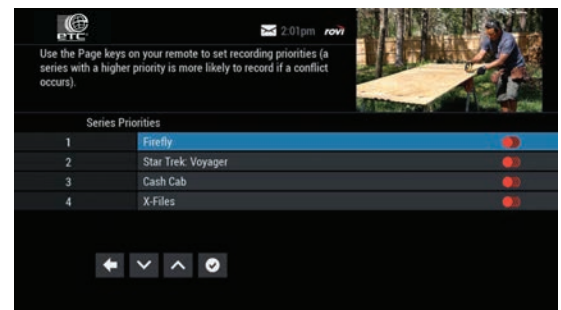 etc
2:01pm rovi
Use the Page keys on your remote to set recording priorities (a
series with a higher priority is more likely to record if a conflict
occurs).
Series Priorities
1 Firefly
2 Star Trek: Voyager
3 Cash Cab
4 X-Files